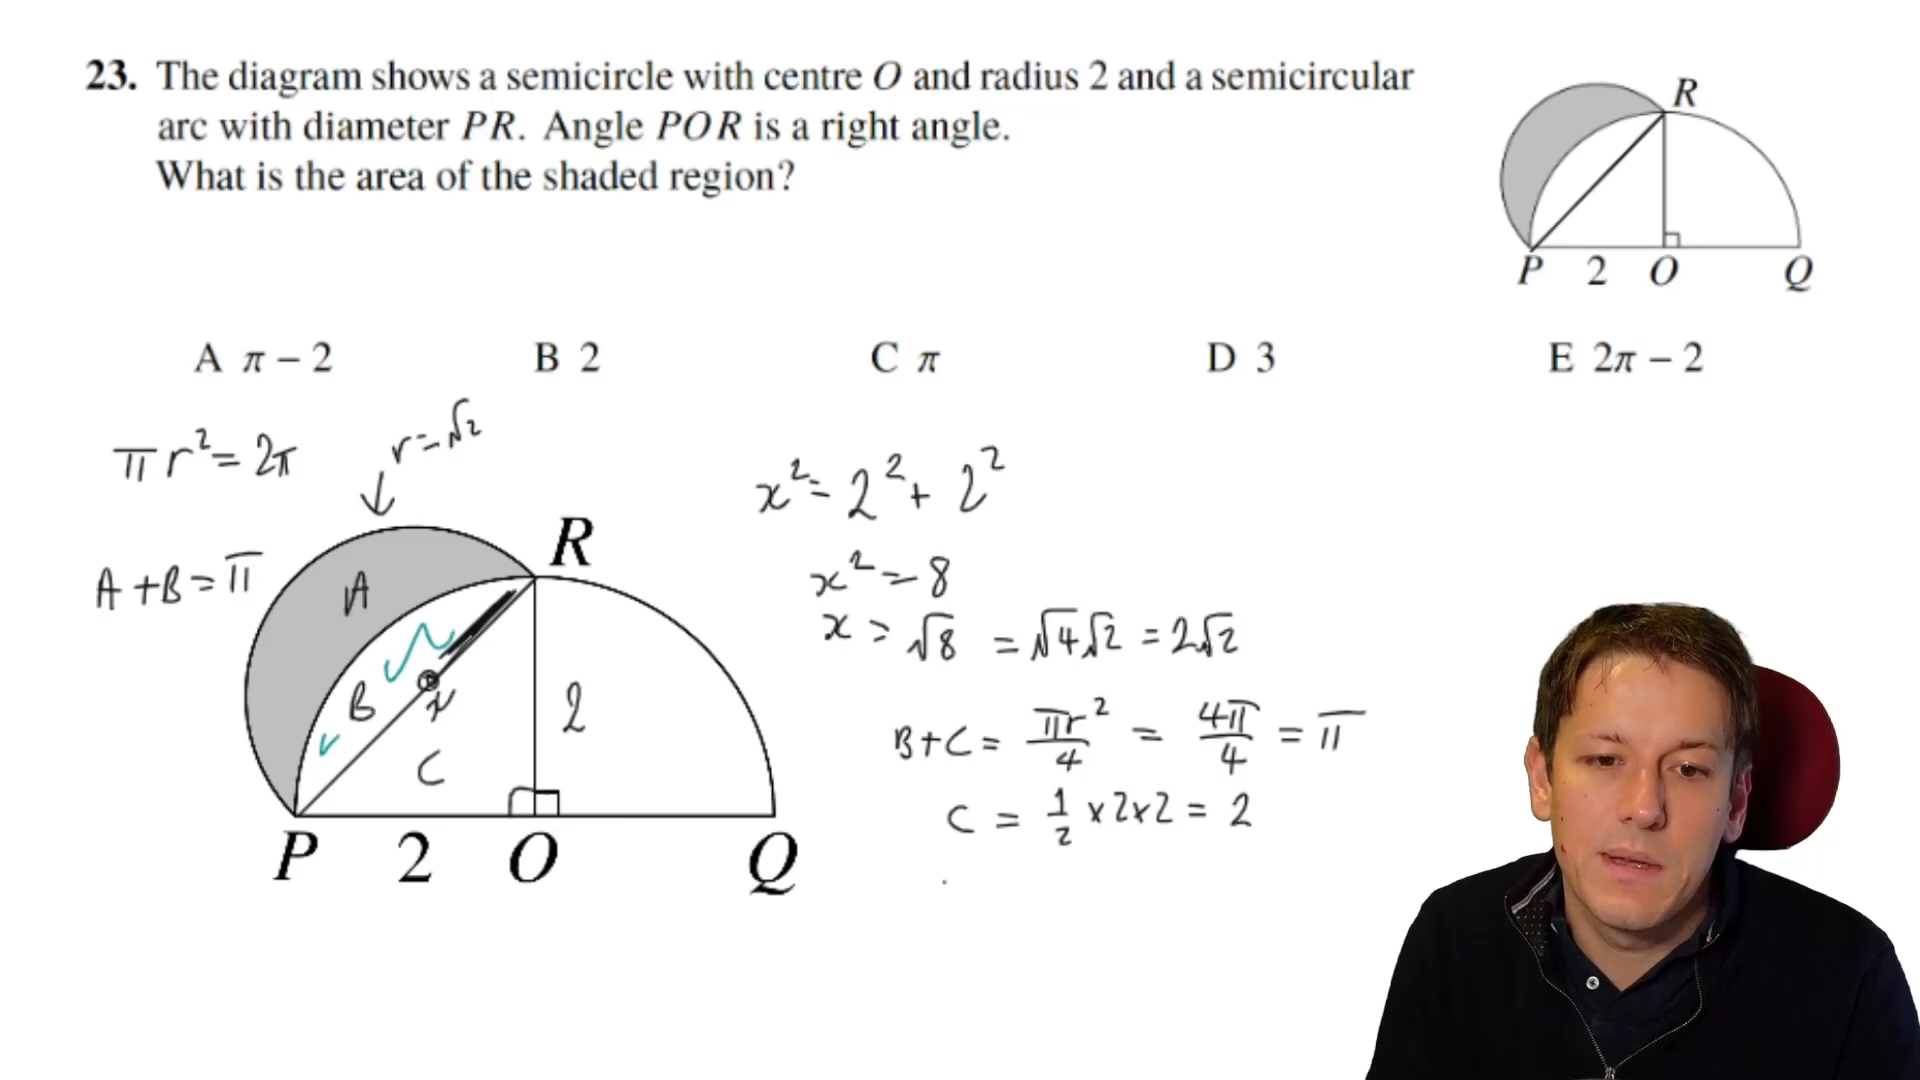 23. The diagram shows a semicircle with centre O and radius 2 and a semicircular
arc with diameter PR. Angle POR is a right angle.
What is the area of the shaded region?
R
P 2 O Q
A π − 2 B 2 C π D 3 E 2π − 2
πr² = 2π
r = √2
A + B = π
R
A
B
x
C
2
P 2 O Q
x² = 2² + 2²
x² = 8
x = √8 = √4√2 = 2√2
B + C = πr²/4 = 4π/4 = π
C = 1/2 × 2 × 2 = 2